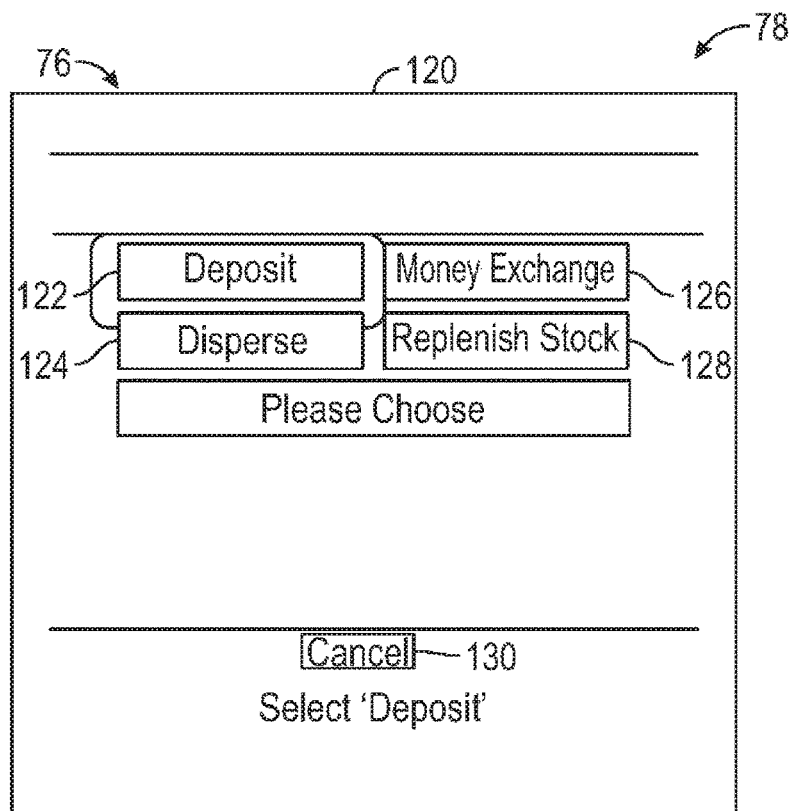 78
76
120
Deposit
Money Exchange
122
126
Disperse
Replenish Stock
124
128
Please Choose
Cancel
130
Select ‘Deposit’